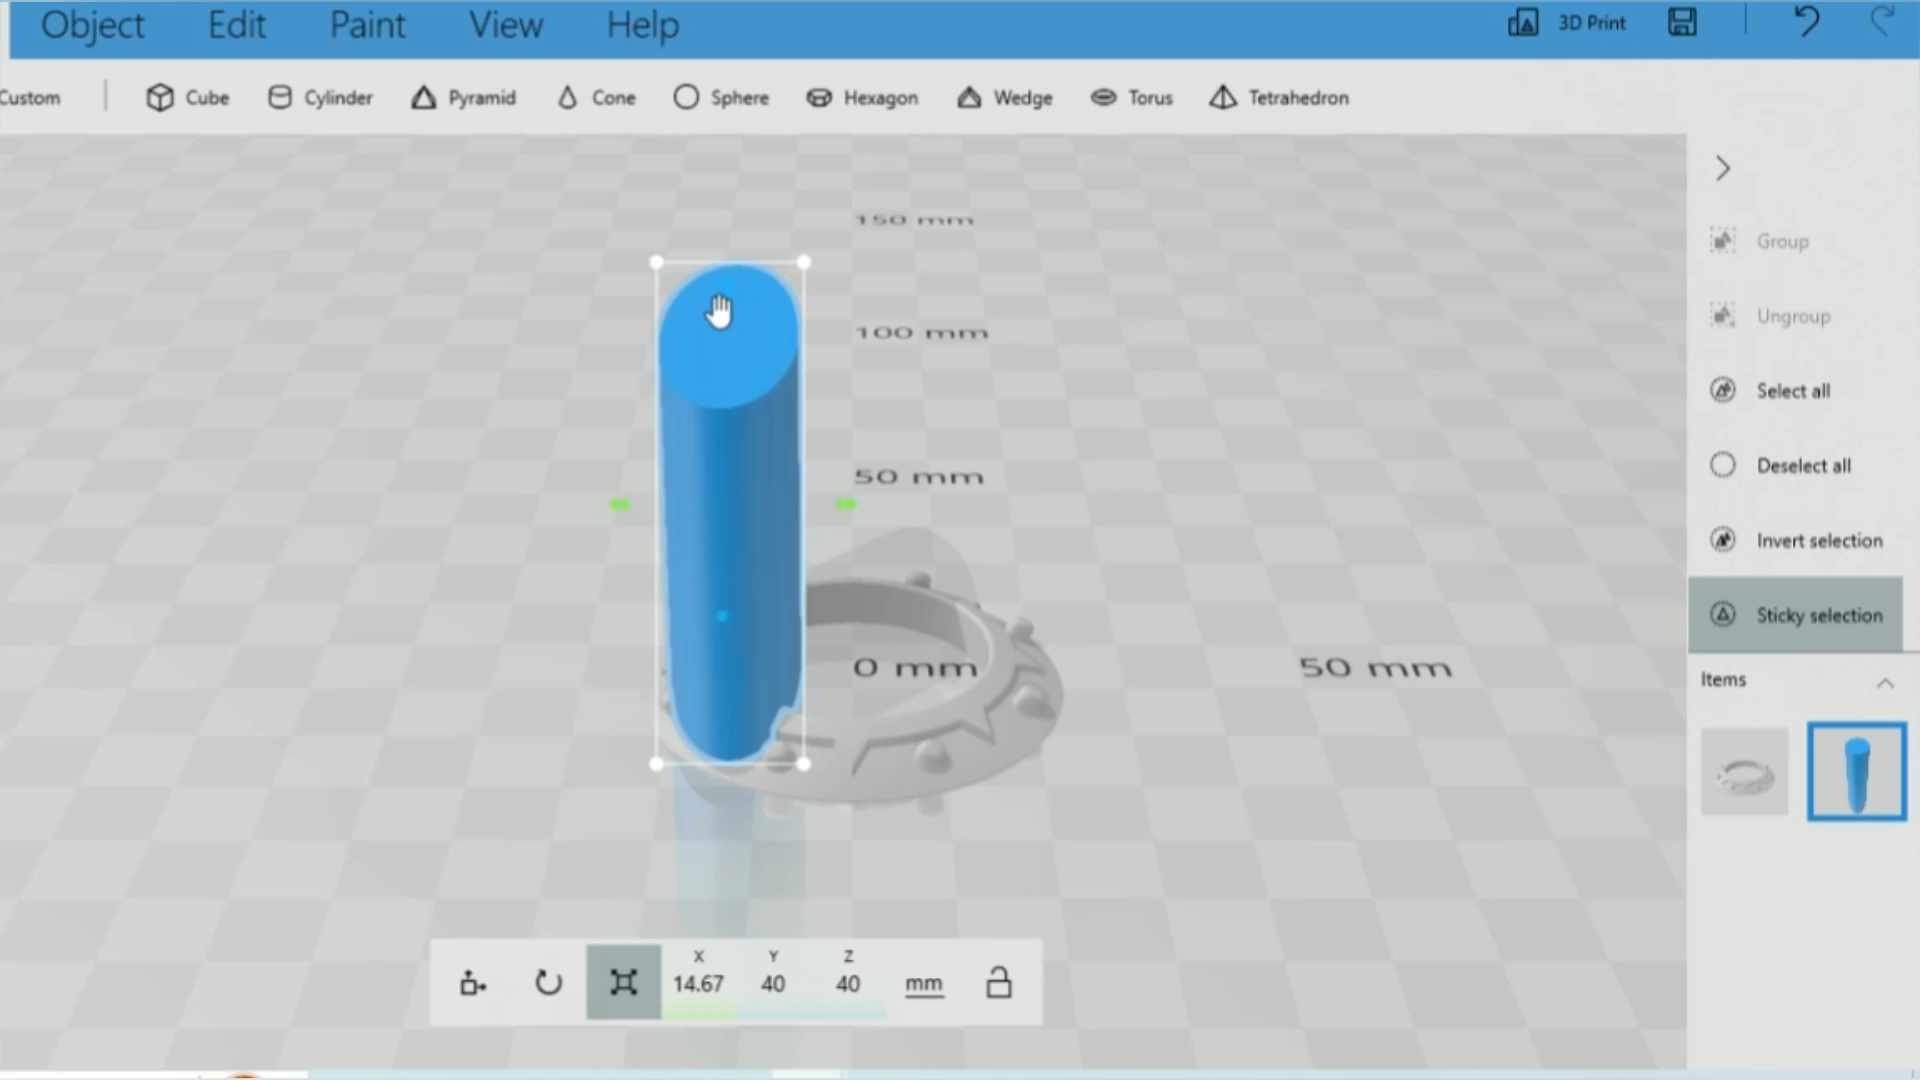 Object Edit Paint View Help 3D Print
Custom Cube Cylinder Pyramid Cone Sphere Hexagon Wedge Torus Tetrahedron
150 mm
100 mm
50 mm
0 mm
50 mm
Group
Ungroup
Select all
Deselect all
Invert selection
Sticky selection
Items
X Y Z
14.67 40 40 mm